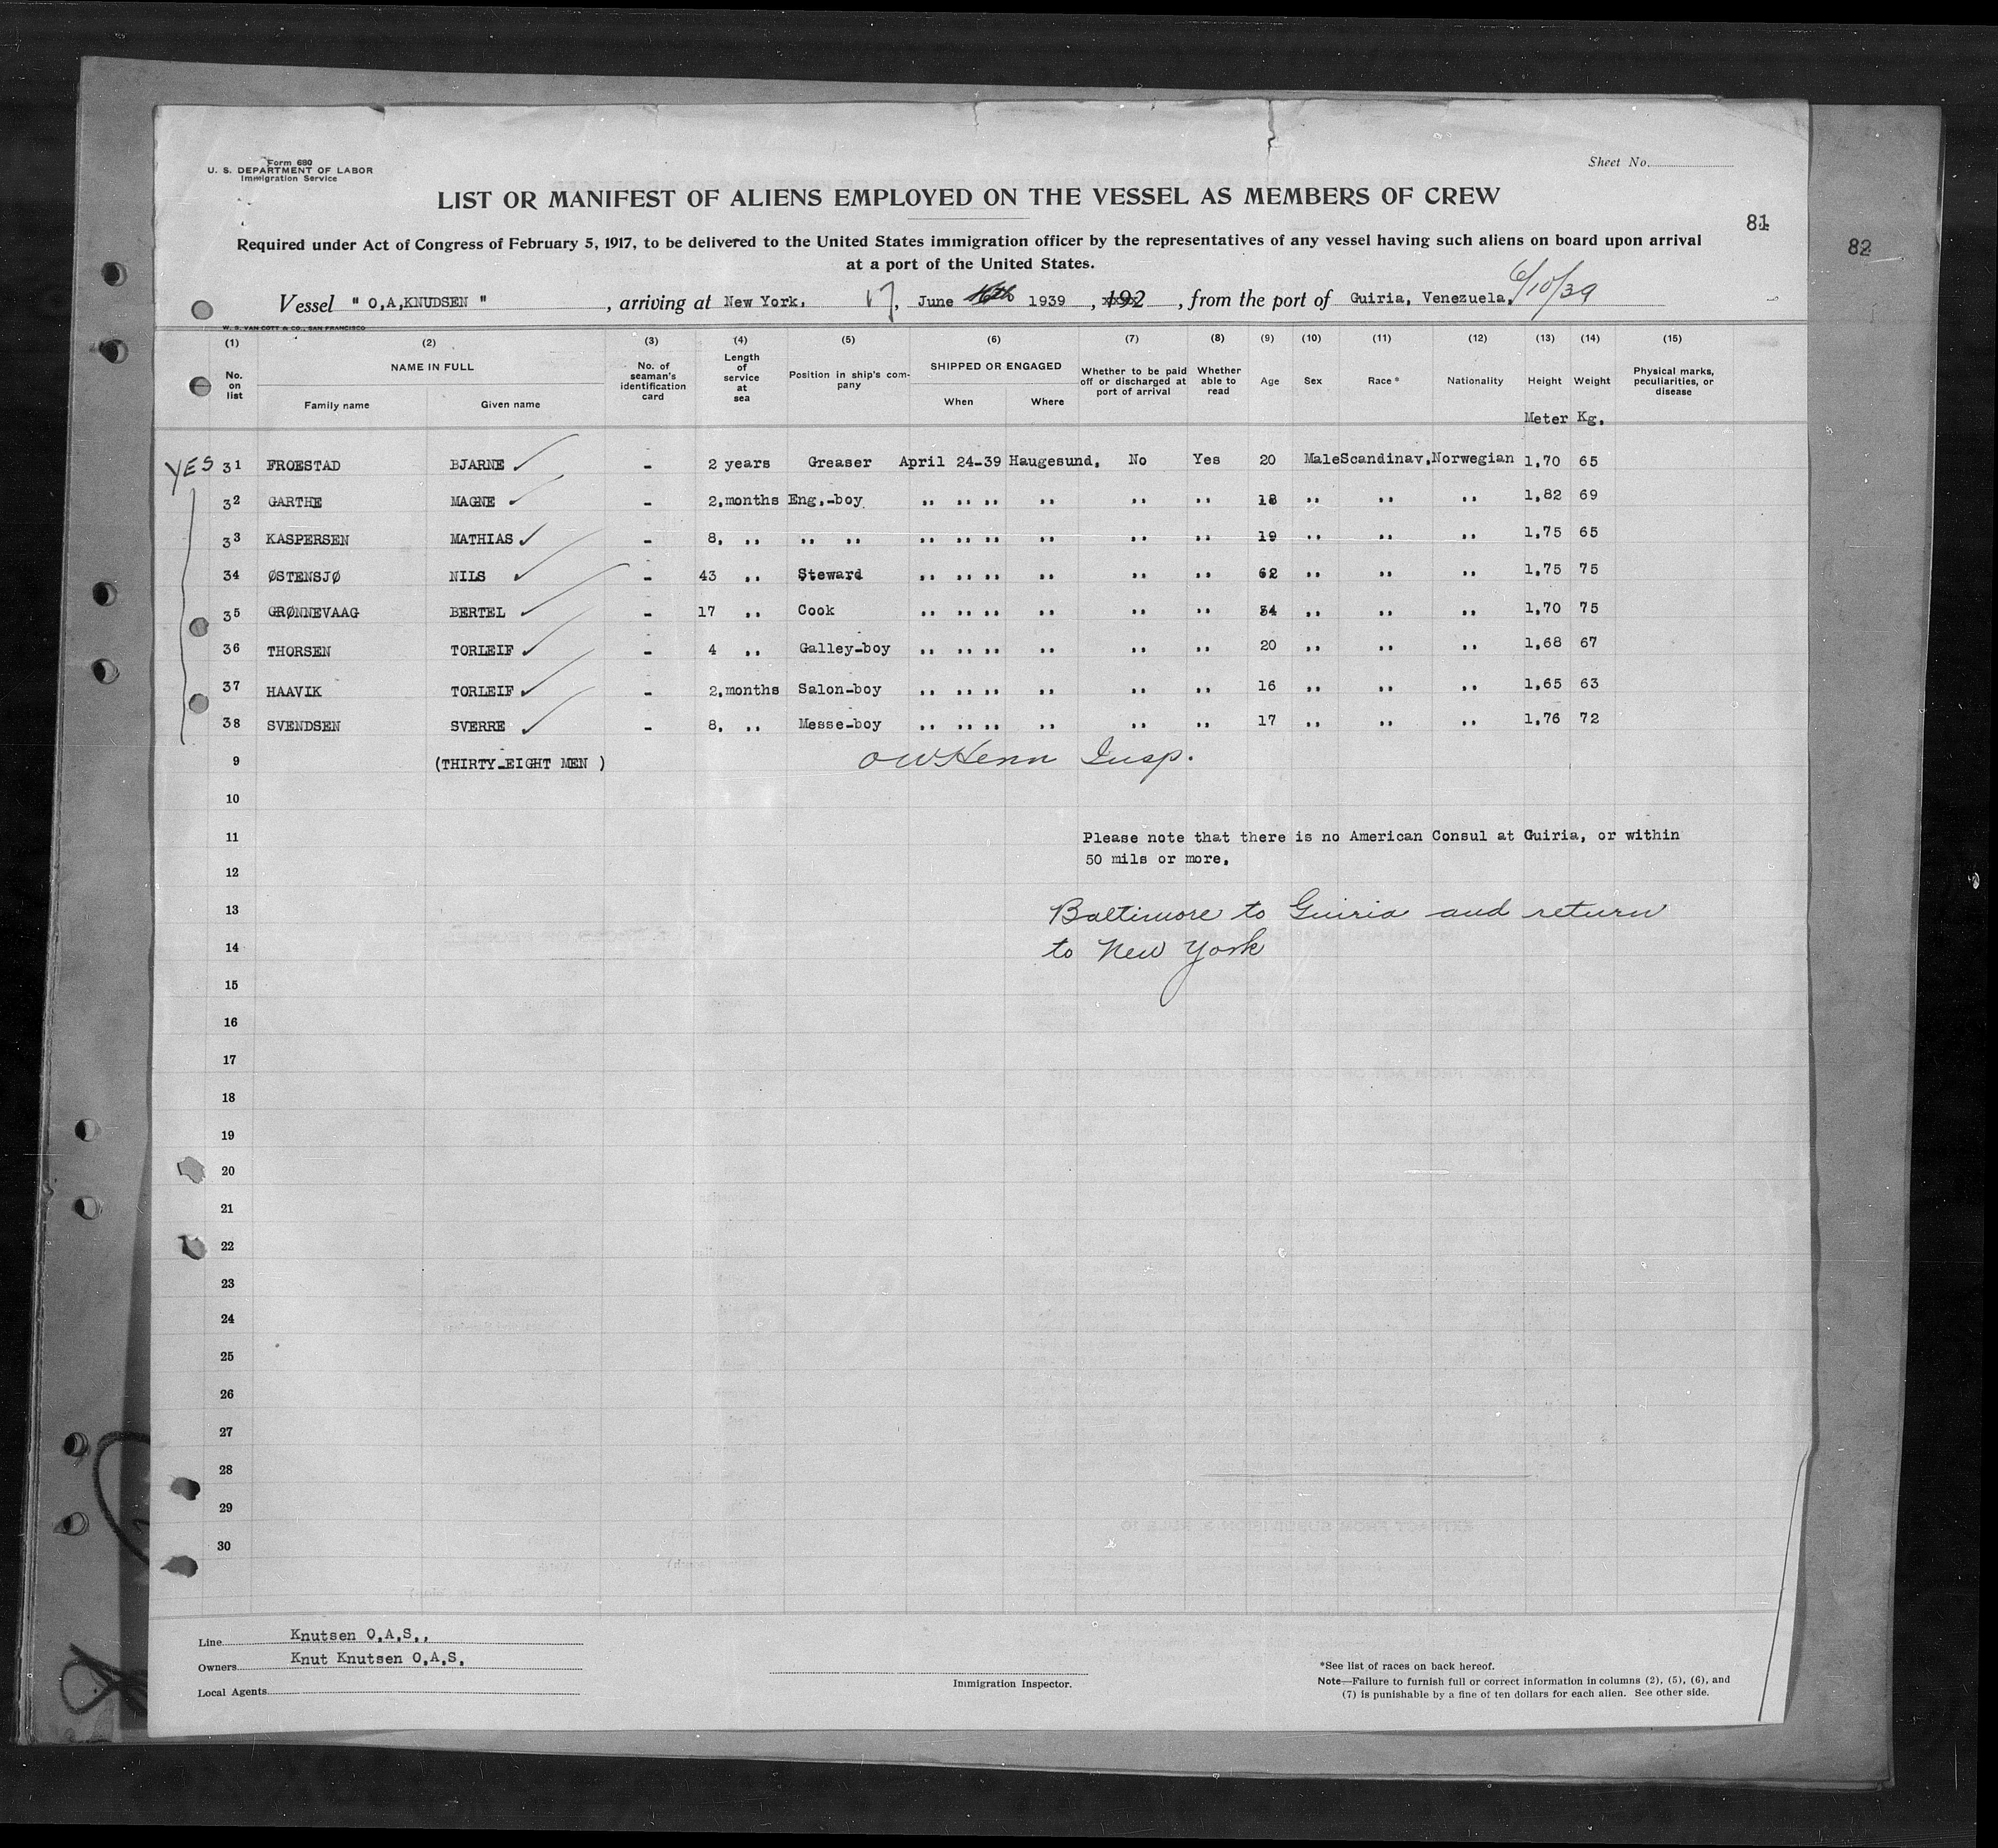 Form 680
U. S. DEPARTMENT OF LABOR
Immigration Service
Sheet No.
LIST OR MANIFEST OF ALIENS EMPLOYED ON THE VESSEL AS MEMBERS OF CREW
81
82
Required under Act of Congress of February 5, 1917, to be delivered to the United States immigration officer by the representatives of any vessel having such aliens on board upon arrival
at a port of the United States.
Vessel " O,A,KNUDSEN " , arriving at New York, 17, June 16th 1939 , 192 , from the port of Guiria, Venezuela, 6/10/39
W. S. VAN COTT & CO., SAN FRANCISCO
(1) (2) (3) (4) (5) (6) (7) (8) (9) (10) (11) (12) (13) (14) (15)
No. on list NAME IN FULL Family name Given name No. of seaman's identification card Length of service at sea Position in ship's company SHIPPED OR ENGAGED When Where Whether to be paid off or discharged at port of arrival Whether able to read Age Sex Race* Nationality Height Weight Physical marks, peculiarities, or disease
Meter Kg.
YES 31 FROESTAD BJARNE - 2 years Greaser April 24-39 Haugesund, No Yes 20 Male Scandinav, Norwegian 1,70 65
32 GARTHE MAGNE - 2,months Eng,-boy ,, ,, ,, ,, ,, ,, 18 ,, ,, ,, 1,82 69
33 KASPERSEN MATHIAS - 8, ,, ,, ,, ,, ,, ,, ,, ,, ,, 19 ,, ,, ,, 1,75 65
34 ØSTENSJØ NILS - 43 ,, Steward ,, ,, ,, ,, ,, ,, 62 ,, ,, ,, 1,75 75
35 GRØNNEVAAG BERTEL - 17 ,, Cook ,, ,, ,, ,, ,, ,, 34 ,, ,, ,, 1,70 75
36 THORSEN TORLEIF - 4 ,, Galley-boy ,, ,, ,, ,, ,, ,, 20 ,, ,, ,, 1,68 67
37 HAAVIK TORLEIF - 2,months Salon-boy ,, ,, ,, ,, ,, ,, 16 ,, ,, ,, 1,65 63
38 SVENDSEN SVERRE - 8, ,, Messe-boy ,, ,, ,, ,, ,, ,, 17 ,, ,, ,, 1,76 72
9 (THIRTY-EIGHT MEN ) OW Henn Insp.
10
11 Please note that there is no American Consul at Guiria, or within
50 mils or more,
12
13 Baltimore to Guiria and return
14 to New York
15
16
17
18
19
20
21
22
23
24
25
26
27
28
29
30
Line Knutsen O,A,S,,
Owners Knut Knutsen O,A,S,
Local Agents
Immigration Inspector.
*See list of races on back hereof.
Note—Failure to furnish full or correct information in columns (2), (5), (6), and
(7) is punishable by a fine of ten dollars for each alien. See other side.